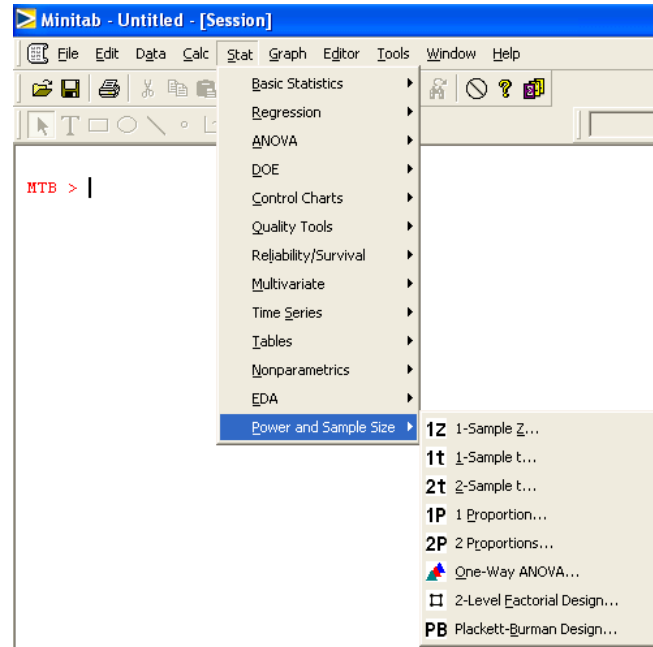 Minitab - Untitled - [Session]
File Edit Data Calc Stat Graph Editor Tools Window Help
T
MTB >
Basic Statistics
Regression
ANOVA
DOE
Control Charts
Quality Tools
Reliability/Survival
Multivariate
Time Series
Tables
Nonparametrics
EDA
Power and Sample Size
1Z 1-Sample Z...
1t 1-Sample t...
2t 2-Sample t...
1P 1 Proportion...
2P 2 Proportions...
One-Way ANOVA...
2-Level Factorial Design...
PB Plackett-Burman Design...